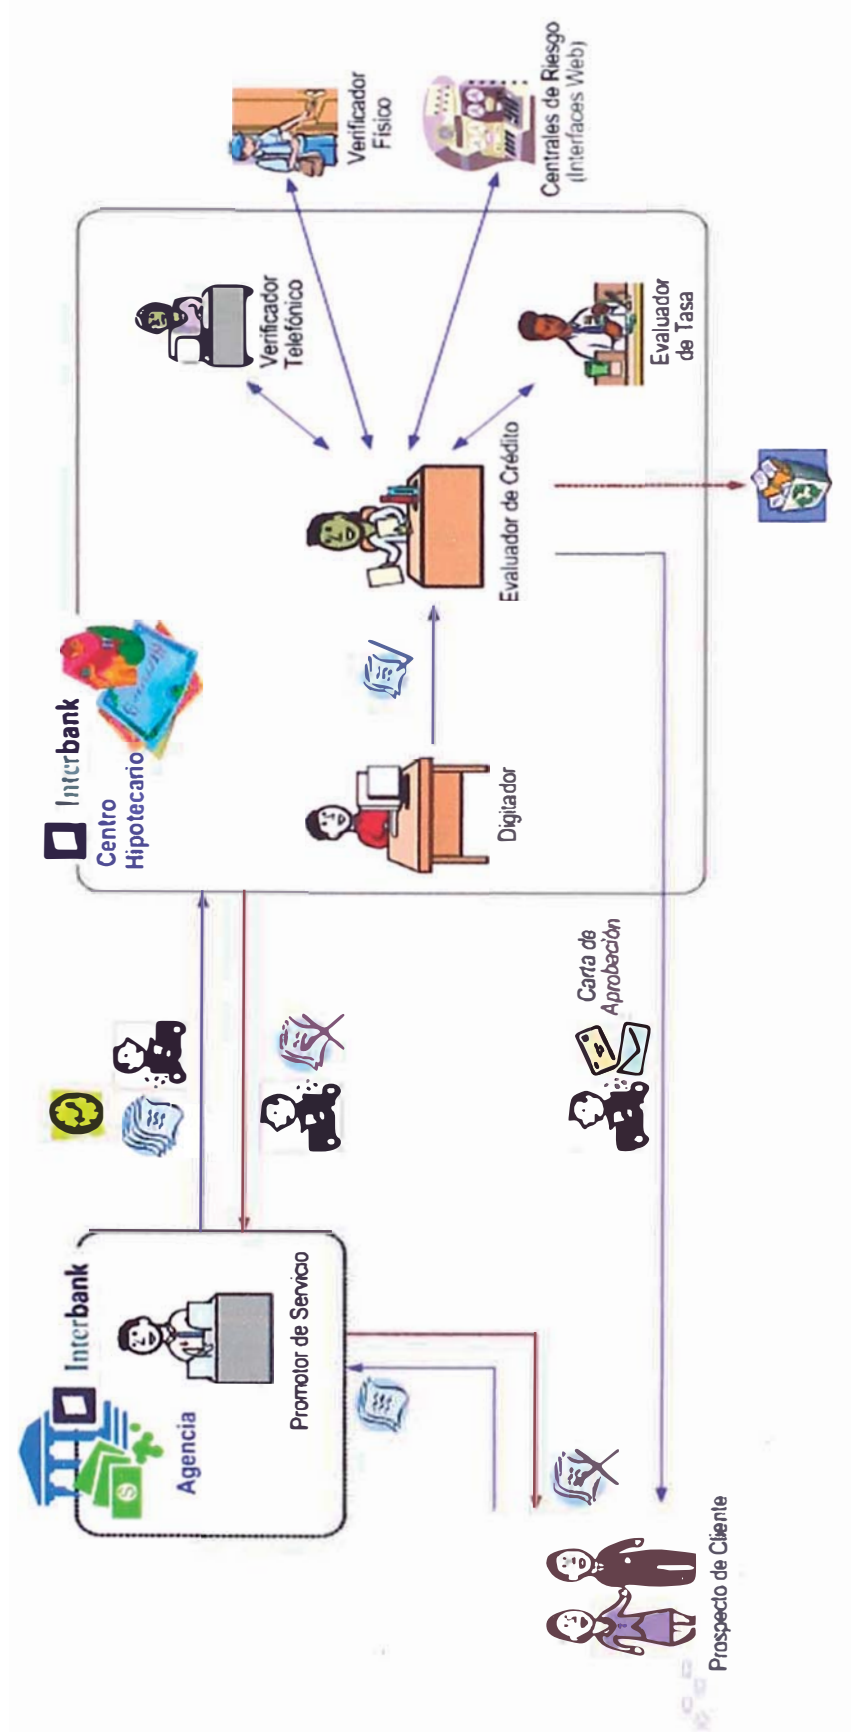 Interbank
Agencia
Promotor de Servicio
Prospecto de Cliente
Carta de
Aprobación
Interbank
Centro
Hipotecario
Digitador
Evaluador de Crédito
Verificador
Telefónico
Evaluador
de Tasa
Verificador
Físico
Centrales de Riesgo
(Interfaces Web)